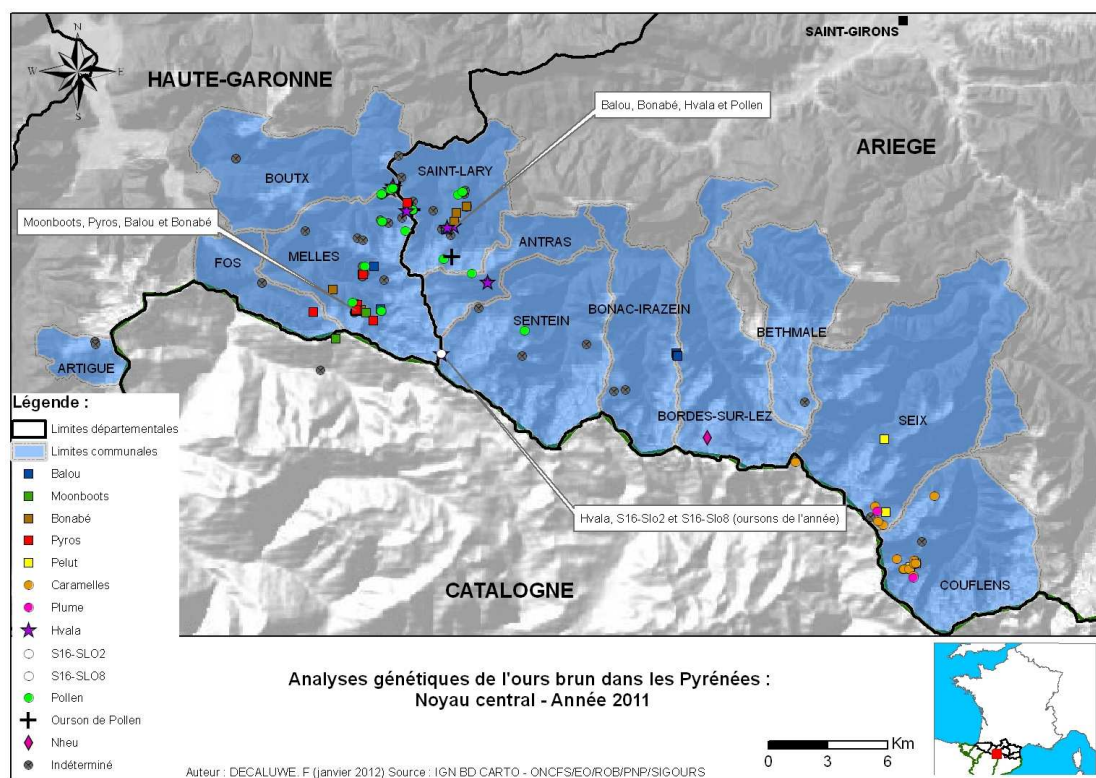 N
W
E
S
SAINT-GIRONS
HAUTE-GARONNE
Balou, Bonabé, Hvala et Pollen
ARIEGE
SAINT-LARY
BOUTX
Moonboots, Pyros, Balou et Bonabé
ANTRAS
MELLES
FOS
BONAC-IRAZEIN
SENTEIN
BETHMALE
ARTIGUE
BORDES-SUR-LEZ
SEIX
Hvala, S16-Slo2 et S16-Slo8 (oursons de l'année)
CATALOGNE
COUFLENS
Légende :
Limites départementales
Limites communales
Balou
Moonboots
Bonabé
Pyros
Pelut
Caramelles
Plume
Hvala
S16-SLO2
S16-SLO8
Pollen
Ourson de Pollen
Nheu
Indéterminé
Analyses génétiques de l'ours brun dans les Pyrénées :
Noyau central - Année 2011
0 3 6 Km
Auteur : DECALUWE. F (janvier 2012) Source : IGN BD CARTO - ONCFS/EO/ROB/PNP/SIGOURS